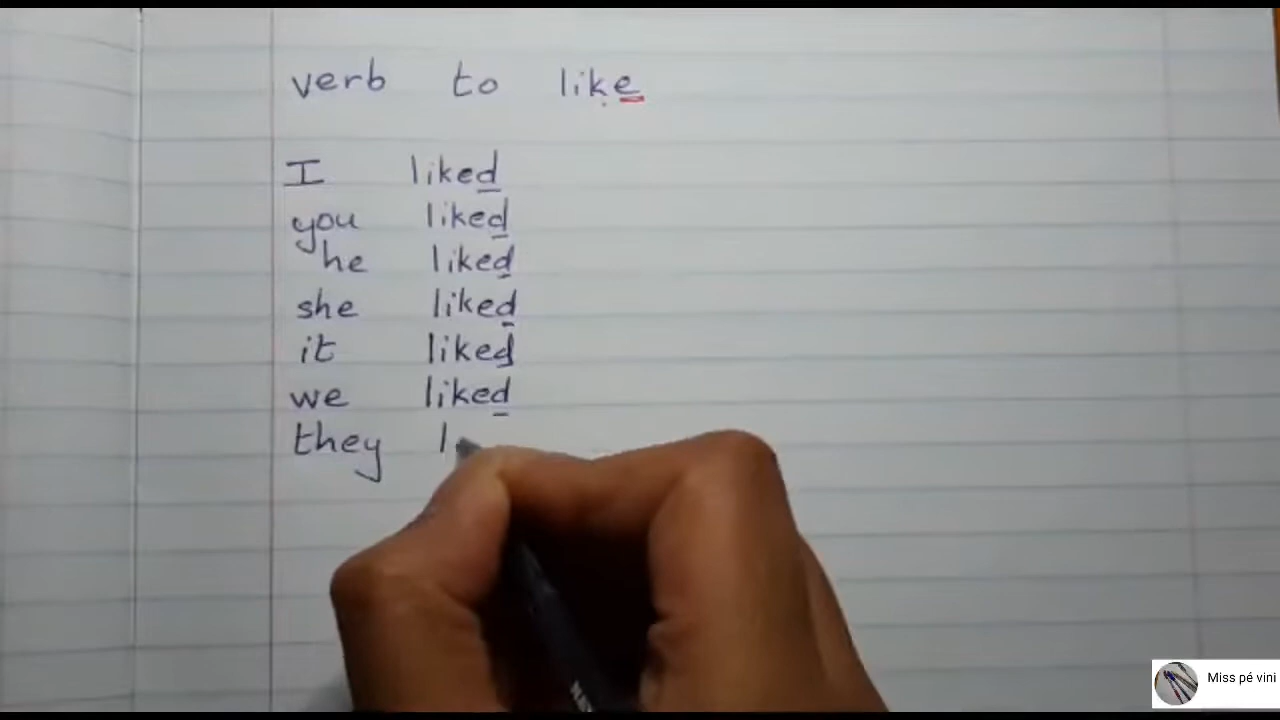 verb to like
I liked
you liked
he liked
she liked
it liked
we liked
they l
Miss pé vini